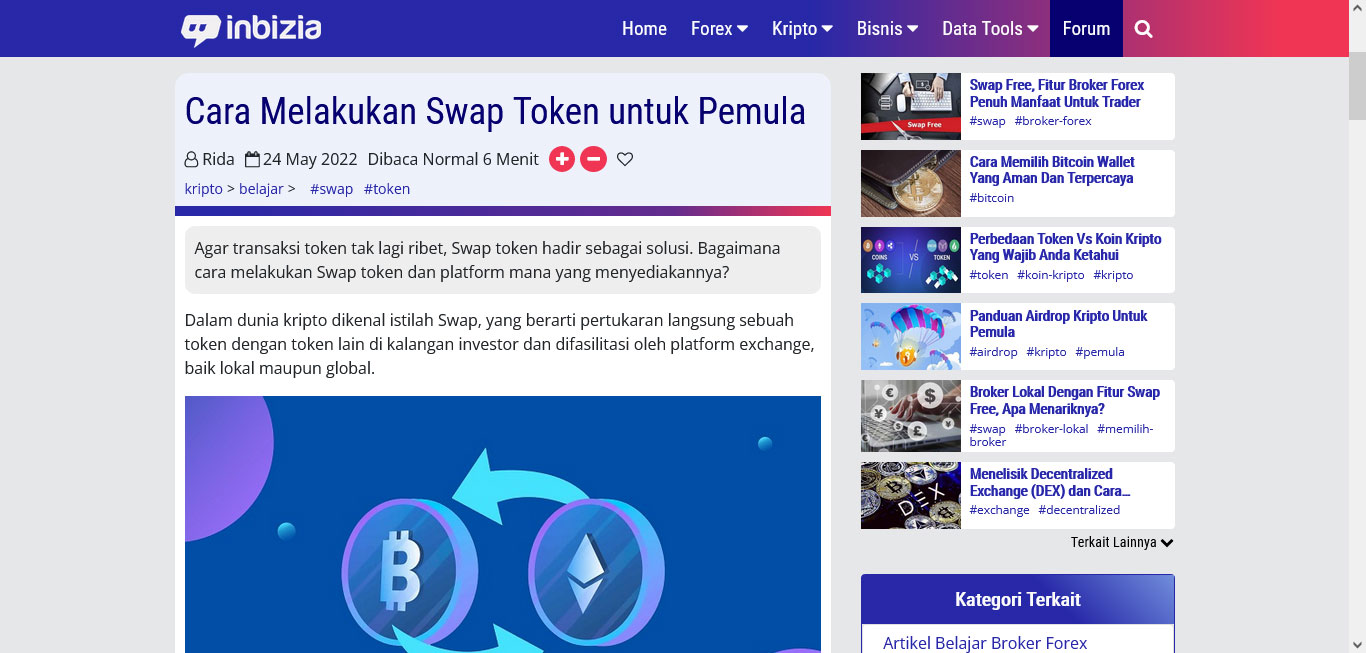 inbizia
Home Forex Kripto Bisnis Data Tools Forum
Cara Melakukan Swap Token untuk Pemula
Rida 24 May 2022 Dibaca Normal 6 Menit
kripto > belajar > #swap #token
Agar transaksi token tak lagi ribet, Swap token hadir sebagai solusi. Bagaimana
cara melakukan Swap token dan platform mana yang menyediakannya?
Dalam dunia kripto dikenal istilah Swap, yang berarti pertukaran langsung sebuah
token dengan token lain di kalangan investor dan difasilitasi oleh platform exchange,
baik lokal maupun global.
Swap Free
Swap Free, Fitur Broker Forex
Penuh Manfaat Untuk Trader
#swap #broker-forex
Cara Memilih Bitcoin Wallet
Yang Aman Dan Terpercaya
#bitcoin
COINS VS TOKEN
Perbedaan Token Vs Koin Kripto
Yang Wajib Anda Ketahui
#token #koin-kripto #kripto
Panduan Airdrop Kripto Untuk
Pemula
#airdrop #kripto #pemula
Broker Lokal Dengan Fitur Swap
Free, Apa Menariknya?
#swap #broker-lokal #memilih-
broker
DEX
Menelisik Decentralized
Exchange (DEX) dan Cara...
#exchange #decentralized
Terkait Lainnya
Kategori Terkait
Artikel Belajar Broker Forex